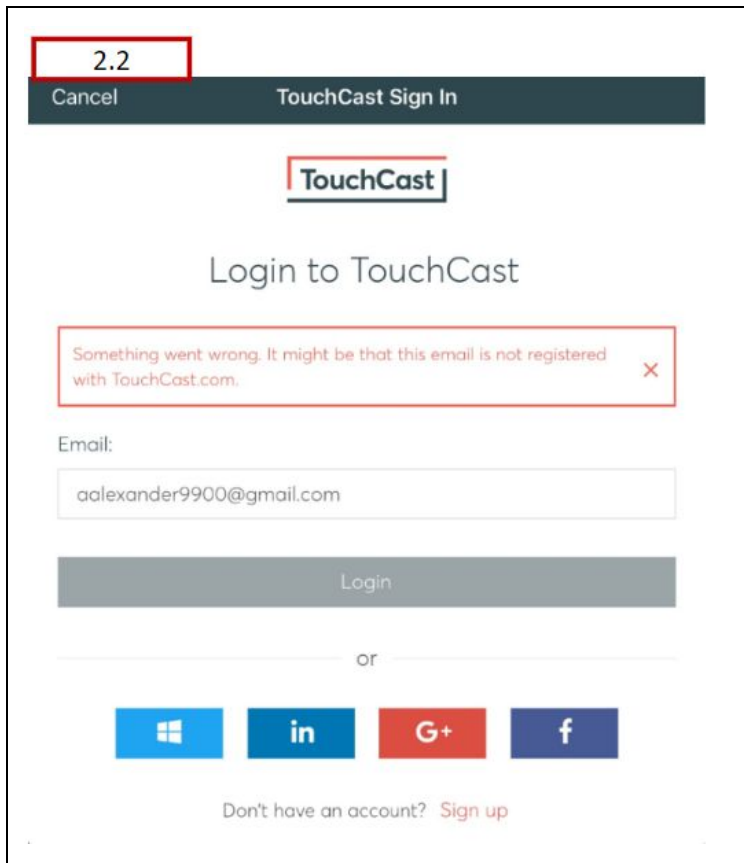 2.2
Cancel TouchCast Sign In
TouchCast
Login to TouchCast
Something went wrong. It might be that this email is not registered
with TouchCast.com.
Email:
aalexander9900@gmail.com
Login
or
in G+ f
Don't have an account? Sign up